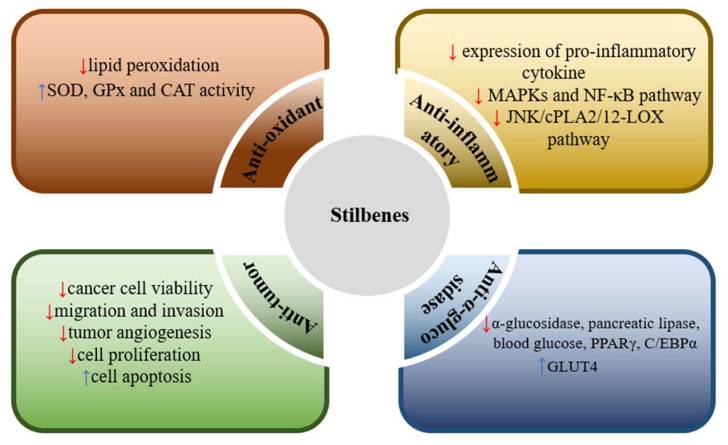 ↓lipid peroxidation
↑SOD, GPx and CAT activity
Anti-oxidant
↓ expression of pro-inflammatory
cytokine
↓ MAPKs and NF-κB pathway
↓ JNK/cPLA2/12-LOX
pathway
Anti-inflamm
atory
Stilbenes
↓cancer cell viability
↓migration and invasion
↓tumor angiogenesis
↓cell proliferation
↑cell apoptosis
Anti-tumor
Anti-α-gluco
sidase
↓α-glucosidase, pancreatic lipase,
blood glucose, PPARγ, C/EBPα
↑GLUT4